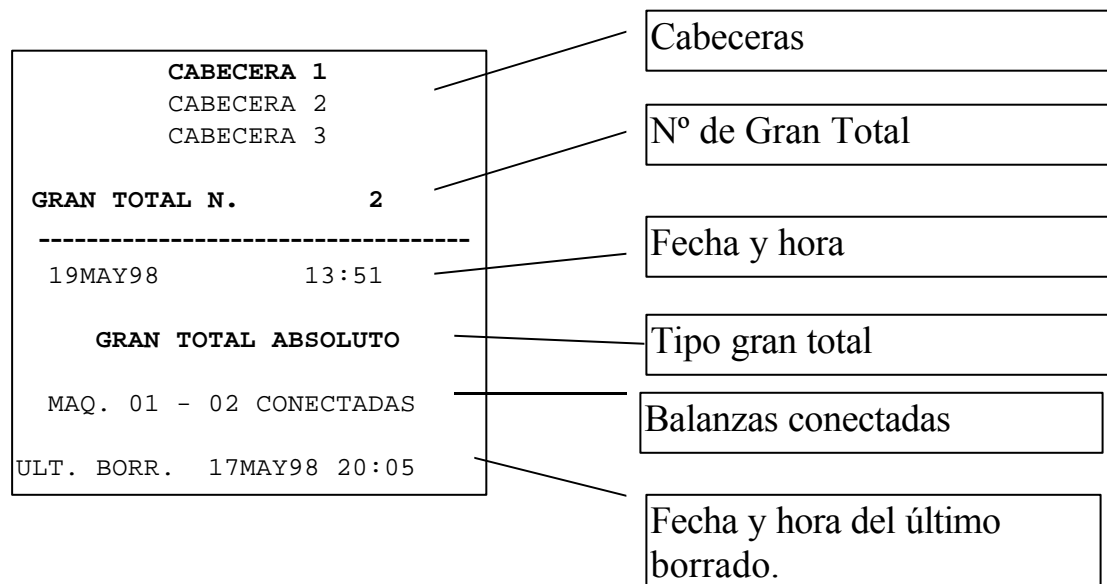 CABECERA 1
CABECERA 2
CABECERA 3
GRAN TOTAL N. 2
-------------------------------------
19MAY98 13:51
GRAN TOTAL ABSOLUTO
MAQ. 01 - 02 CONECTADAS
ULT. BORR. 17MAY98 20:05
Cabeceras
Nº de Gran Total
Fecha y hora
Tipo gran total
Balanzas conectadas
Fecha y hora del último
borrado.